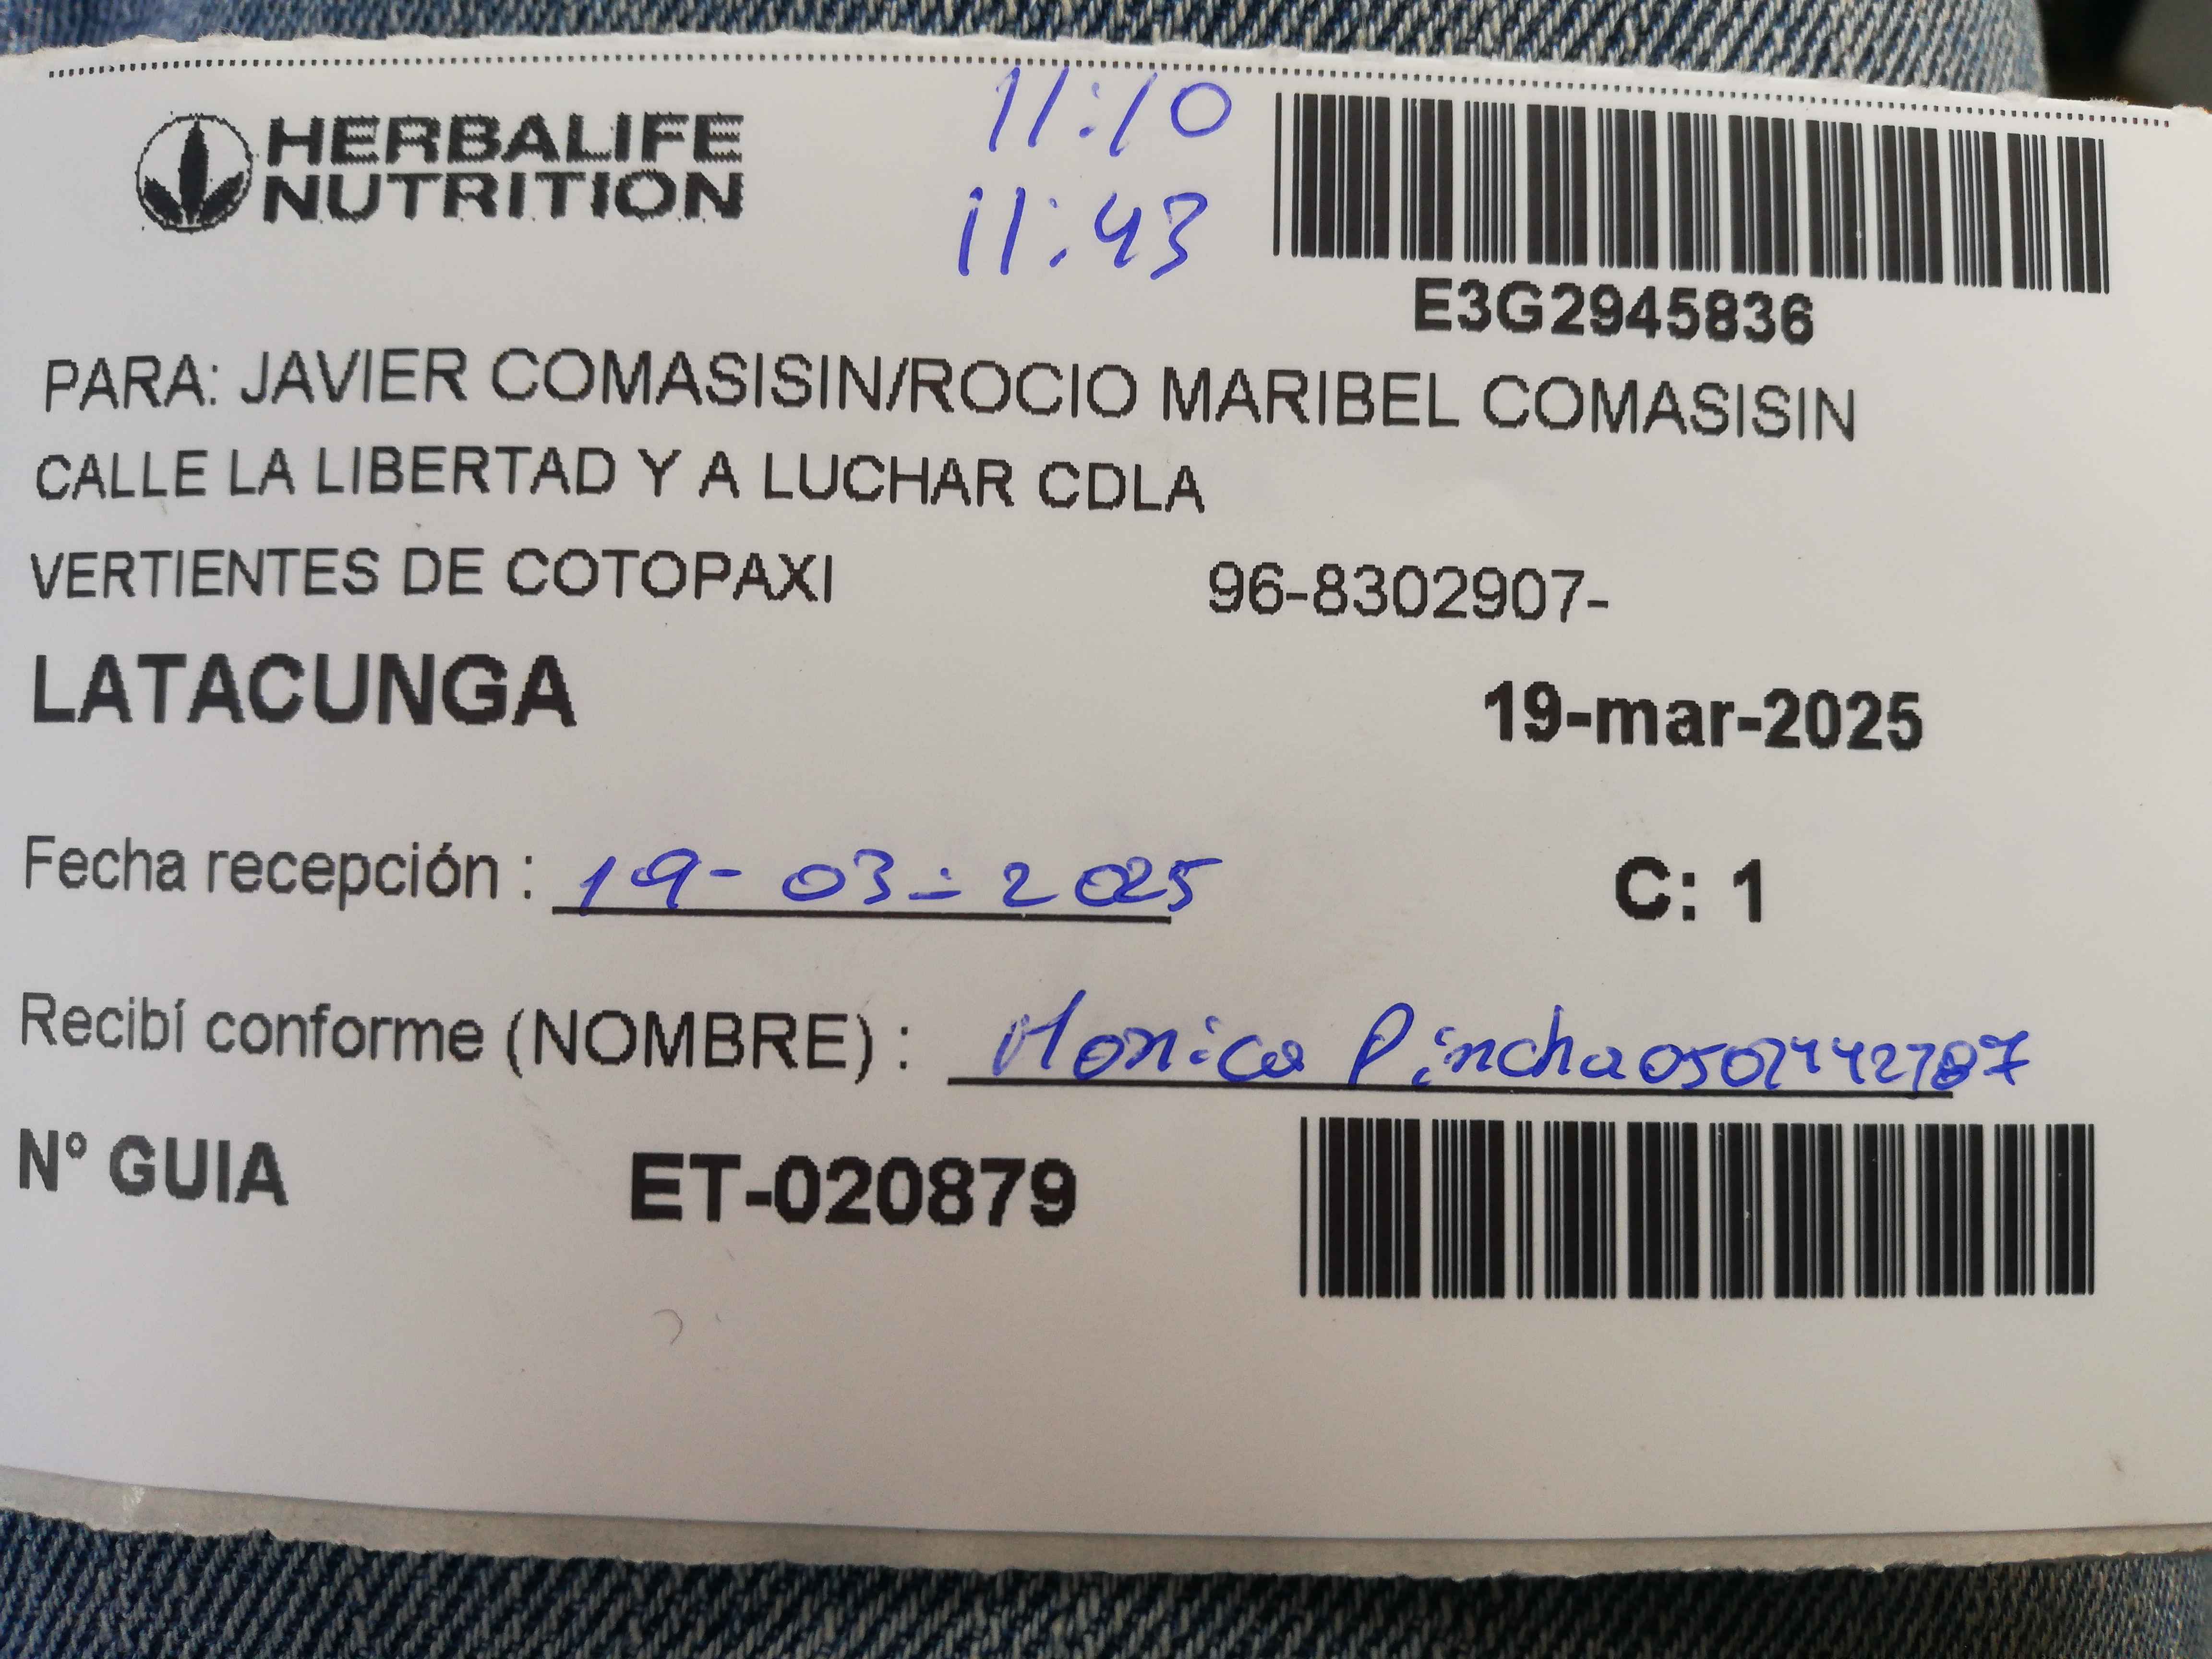 HERBALIFE
NUTRITION
11:10
11:43
E3G2945836
PARA: JAVIER COMASISIN/ROCIO MARIBEL COMASISIN
CALLE LA LIBERTAD Y A LUCHAR CDLA
VERTIENTES DE COTOPAXI 96-8302907-
LATACUNGA 19-mar-2025
Fecha recepción : 19-03-2025 C: 1
Recibí conforme (NOMBRE) : Monica Pincha
N° GUIA ET-020879